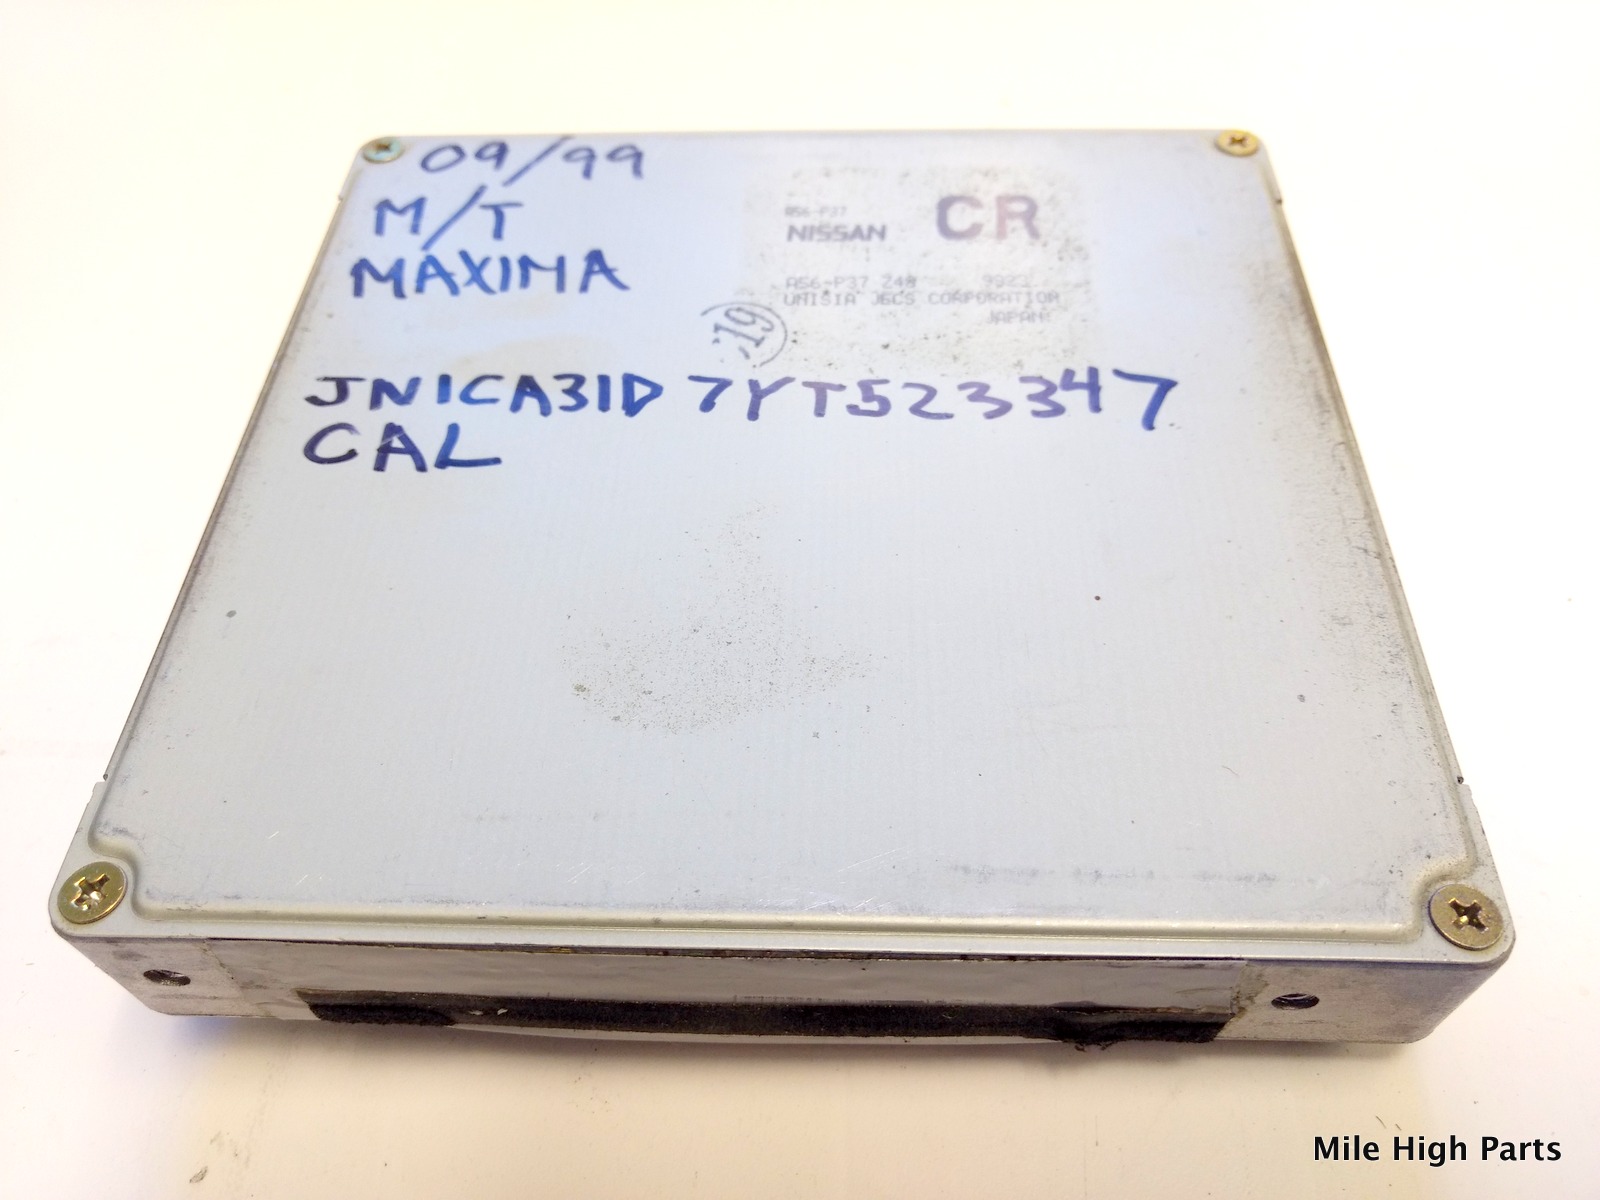 09/99
M/T
MAXIMA
A56-P37
NISSAN CR
A56-P37 Z48
UNISIA JECS CORPORATION
JAPAN
19
JN1CA31D7YT523347
CAL
Mile High Parts